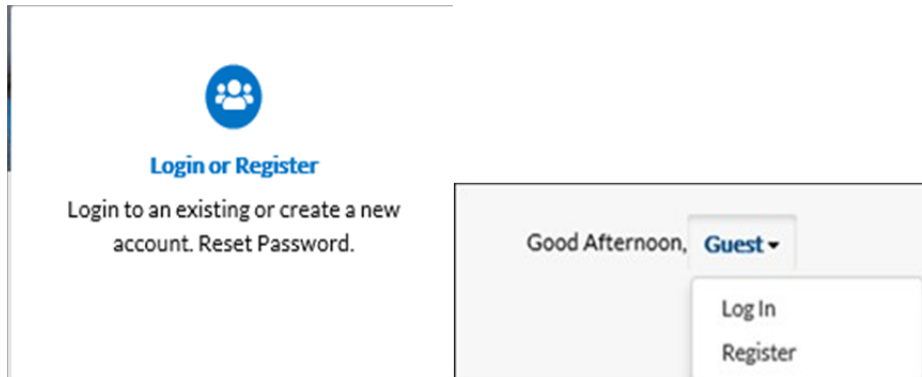 Login or Register
Login to an existing or create a new
account. Reset Password.
Good Afternoon, Guest
Log In
Register